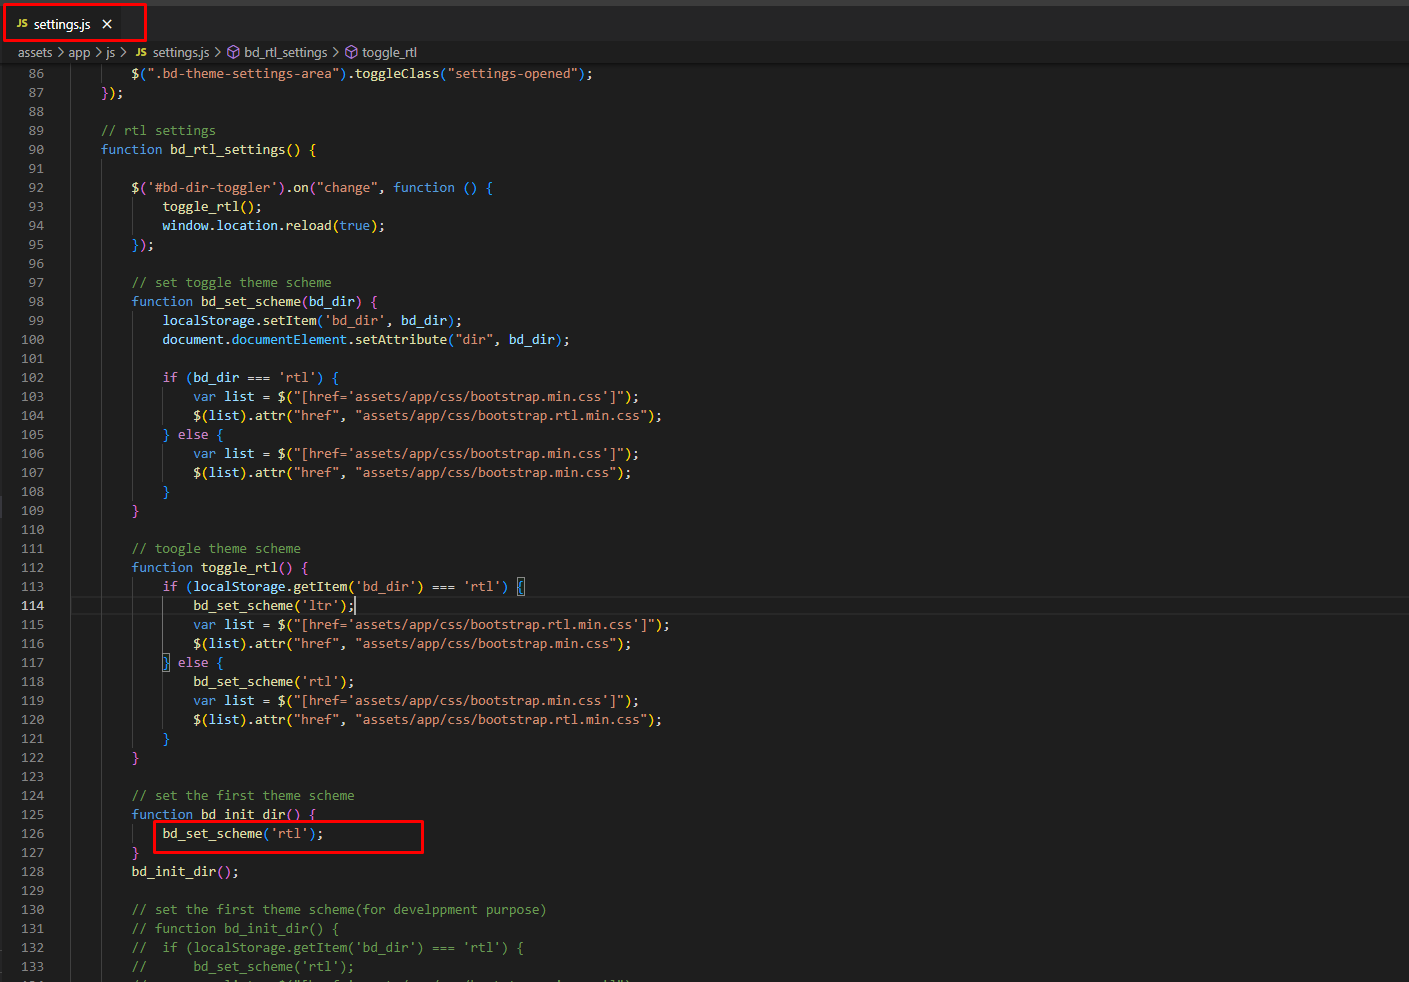 JS settings.js ×
assets > app > js > JS settings.js > bd_rtl_settings > toggle_rtl
86 $(".bd-theme-settings-area").toggleClass("settings-opened");
87 });
88
89 // rtl settings
90 function bd_rtl_settings() {
91
92 $('#bd-dir-toggler').on("change", function () {
93 toggle_rtl();
94 window.location.reload(true);
95 });
96
97 // set toggle theme scheme
98 function bd_set_scheme(bd_dir) {
99 localStorage.setItem('bd_dir', bd_dir);
100 document.documentElement.setAttribute("dir", bd_dir);
101
102 if (bd_dir === 'rtl') {
103 var list = $("[href='assets/app/css/bootstrap.min.css']");
104 $(list).attr("href", "assets/app/css/bootstrap.rtl.min.css");
105 } else {
106 var list = $("[href='assets/app/css/bootstrap.min.css']");
107 $(list).attr("href", "assets/app/css/bootstrap.min.css");
108 }
109 }
110
111 // toogle theme scheme
112 function toggle_rtl() {
113 if (localStorage.getItem('bd_dir') === 'rtl') {
114 bd_set_scheme('ltr');
115 var list = $("[href='assets/app/css/bootstrap.rtl.min.css']");
116 $(list).attr("href", "assets/app/css/bootstrap.min.css");
117 } else {
118 bd_set_scheme('rtl');
119 var list = $("[href='assets/app/css/bootstrap.min.css']");
120 $(list).attr("href", "assets/app/css/bootstrap.rtl.min.css");
121 }
122 }
123
124 // set the first theme scheme
125 function bd_init_dir() {
126 bd_set_scheme('rtl');
127 }
128 bd_init_dir();
129
130 // set the first theme scheme(for develppment purpose)
131 // function bd_init_dir() {
132 // if (localStorage.getItem('bd_dir') === 'rtl') {
133 // bd_set_scheme('rtl');